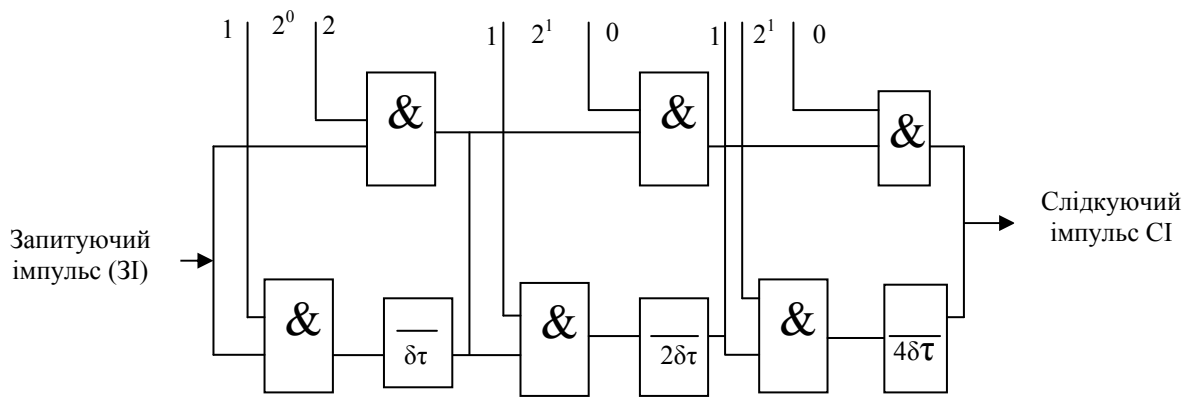 1 2⁰ 2 1 2¹ 0 1 2¹ 0
& & &
Запитуючий
імпульс (ЗІ)
Слідкуючий
імпульс СІ
& δτ & 2δτ & 4δτ